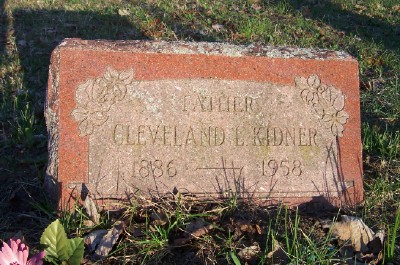 FATHER
CLEVELAND L. KIDNER
1886 — 1958